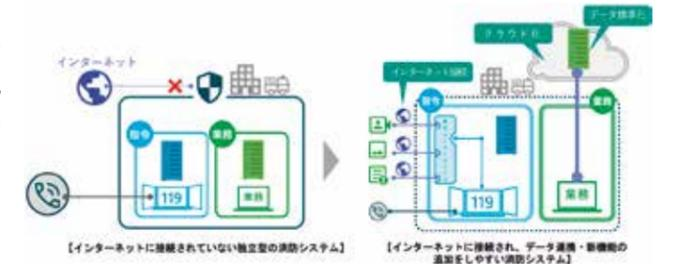 インターネット
指令
業務
119
業務
【インターネットに接続されていない独立型の消防システム】
データ標準化
クラウド化
インターネット接続
指令
業務
119
業務
【インターネットに接続され、データ連携・新機能の
追加をしやすい消防システム】